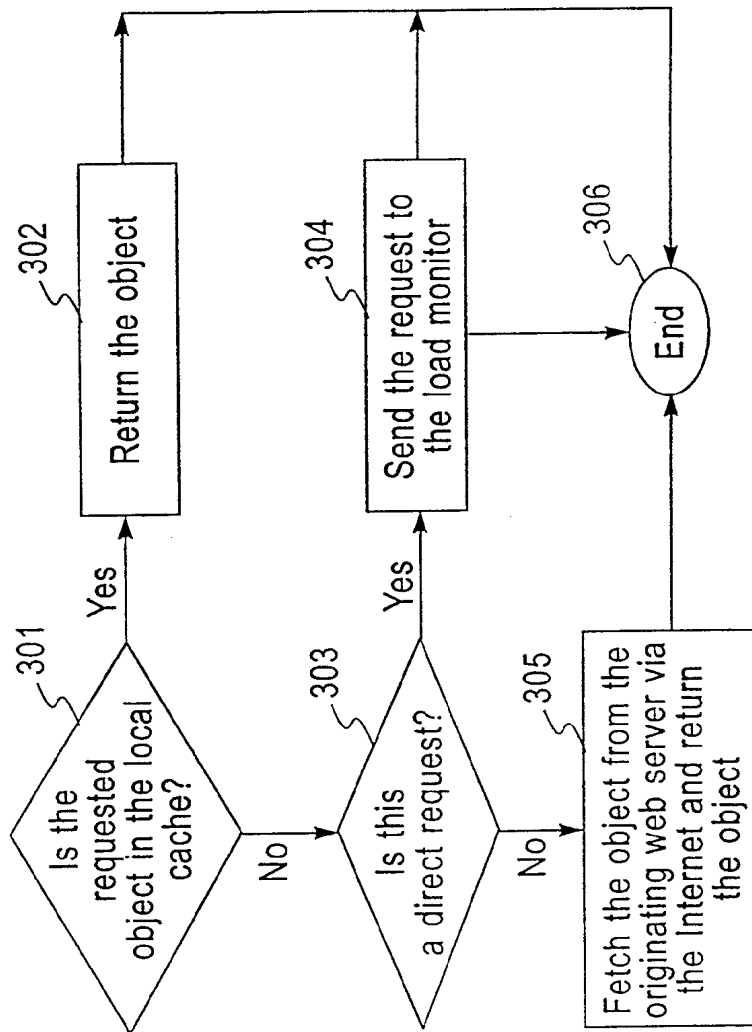 301
Is the
requested
object in the local
cache?
Yes
302
Return the object
No
303
Is this
a direct request?
Yes
304
Send the request to
the load monitor
No
305
Fetch the object from the
originating web server via
the Internet and return
the object
306
End